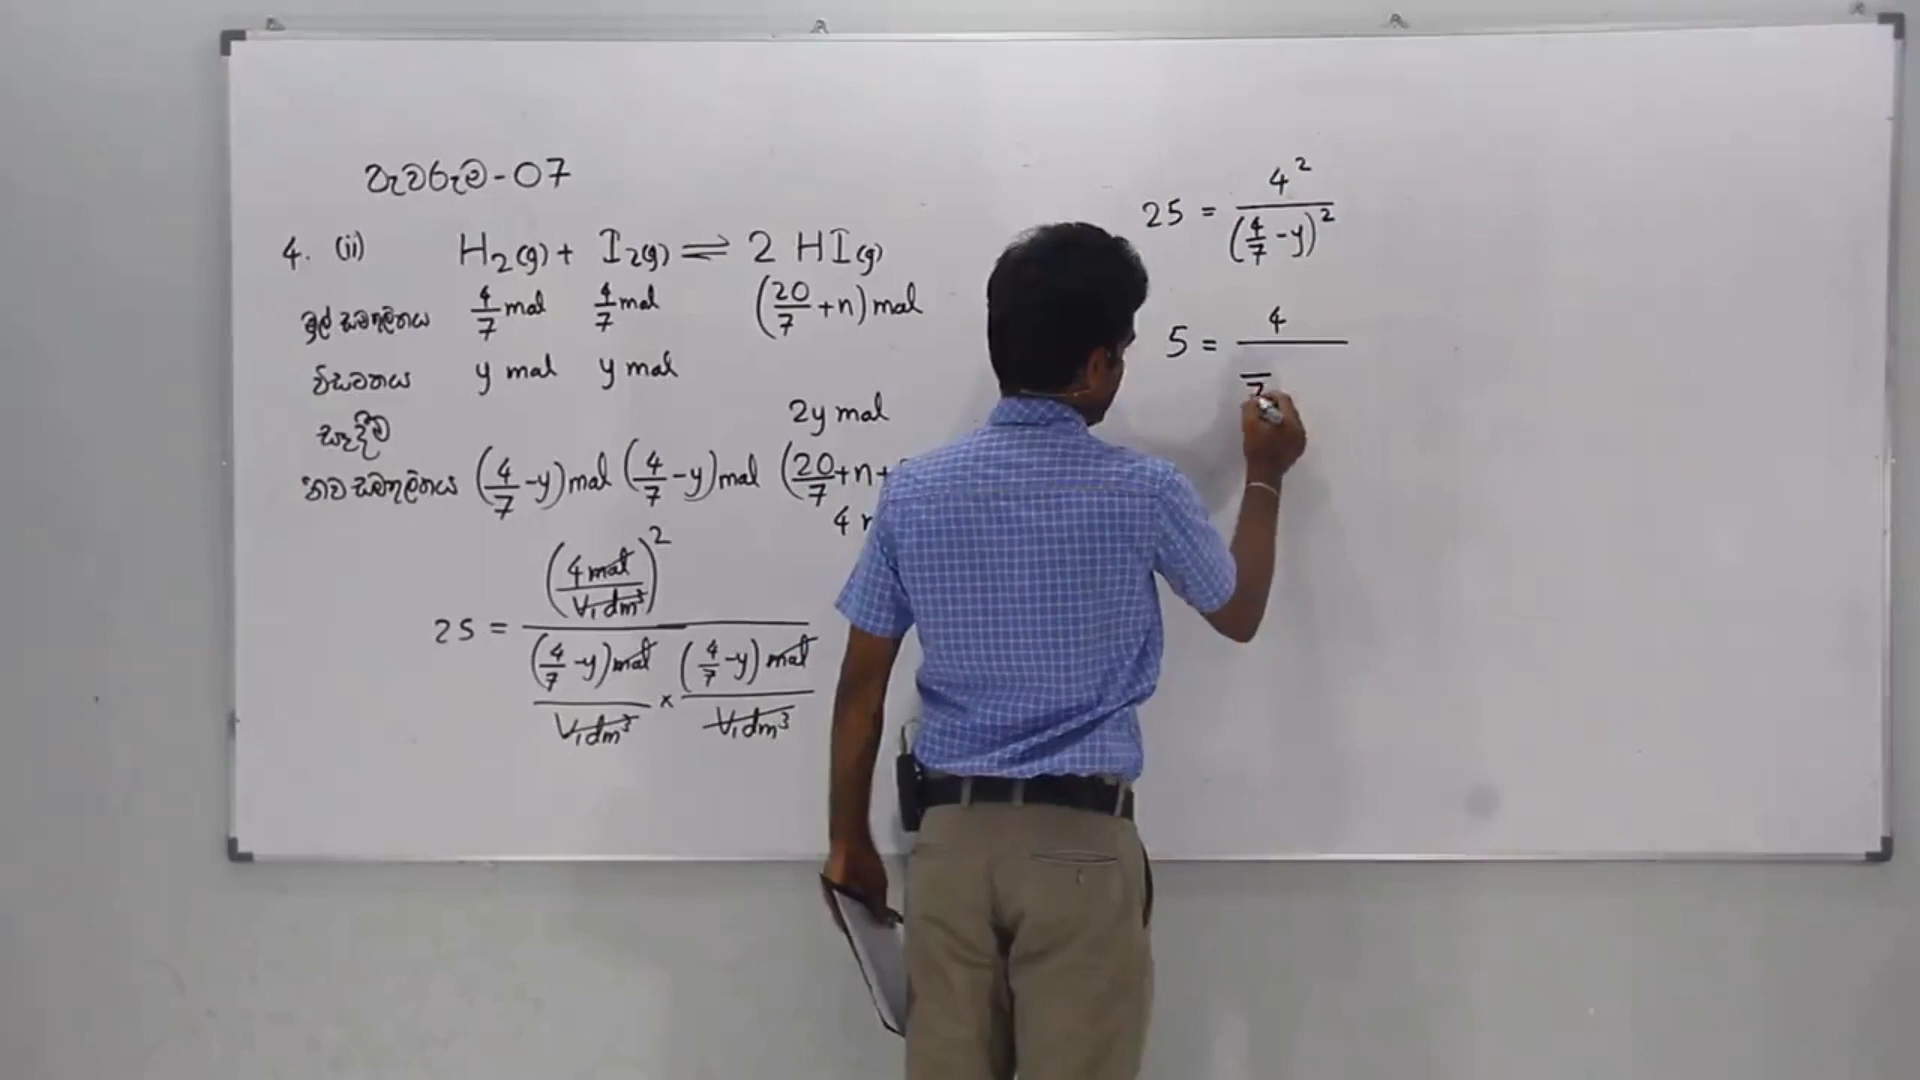 පැවරුම - 07
4. (ii) H₂(g) + I₂(g) ⇌ 2 HI(g)
මුල් සමතුලිතය 4/7 mol 4/7 mol (20/7 + n) mol
වියෝජනය y mol y mol
සෑදීම 2y mol
නව සමතුලිතය (4/7 - y) mol (4/7 - y) mol (20/7 + n +
4
25 = (4 mol / V₁ dm³)² / ((4/7 - y) mol / V₁ dm³ × (4/7 - y) mol / V₁ dm³)
25 = 4² / (4/7 - y)²
5 = 4 / 7